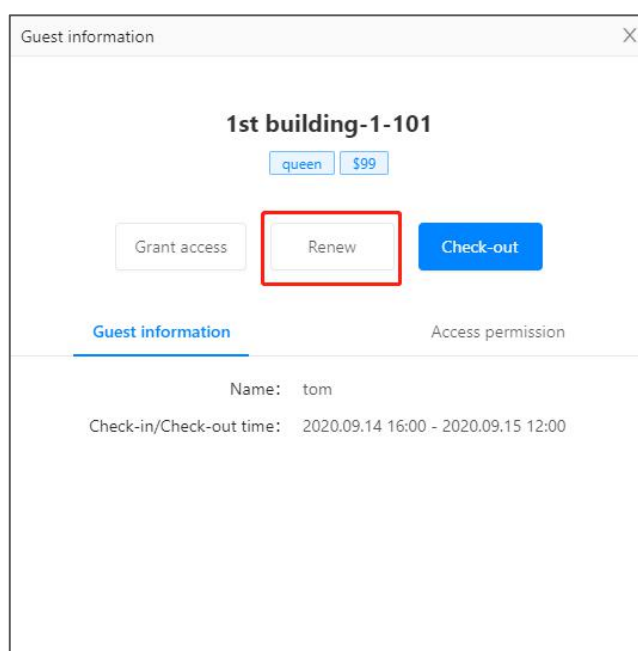 Guest information X
1st building-1-101
queen $99
Grant access Renew Check-out
Guest information Access permission
Name: tom
Check-in/Check-out time: 2020.09.14 16:00 - 2020.09.15 12:00